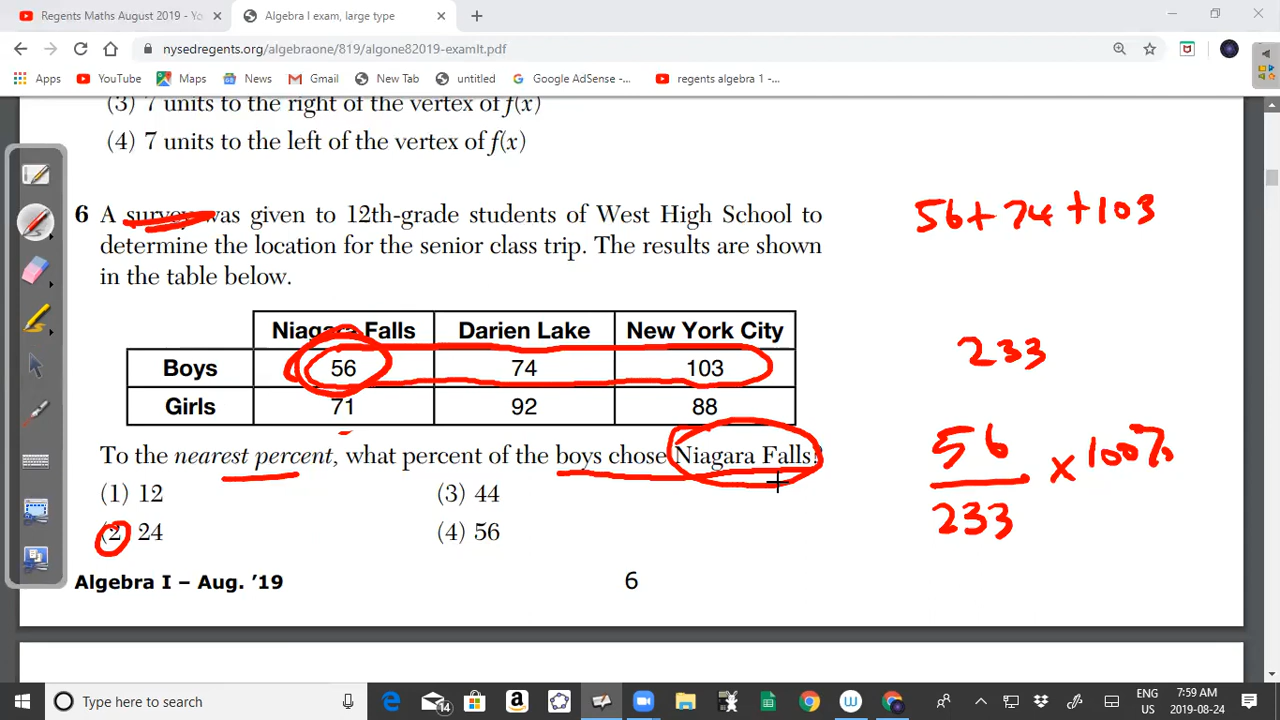 Regents Maths August 2019 - Yo
Algebra I exam, large type
nysedregents.org/algebraone/819/algone82019-examlt.pdf
Apps YouTube Maps News Gmail New Tab untitled Google AdSense -... regents algebra 1 -...
(3) 7 units to the right of the vertex of f(x)
(4) 7 units to the left of the vertex of f(x)
6 A survey was given to 12th-grade students of West High School to
determine the location for the senior class trip. The results are shown
in the table below.
56+74+103
Niagara Falls Darien Lake New York City
Boys 56 74 103
Girls 71 92 88
233
To the nearest percent, what percent of the boys chose Niagara Falls?
(1) 12 (3) 44
(2) 24 (4) 56
56
233
x 100%
Algebra I – Aug. '19 6
Type here to search
14
ENG 7:59 AM
US 2019-08-24